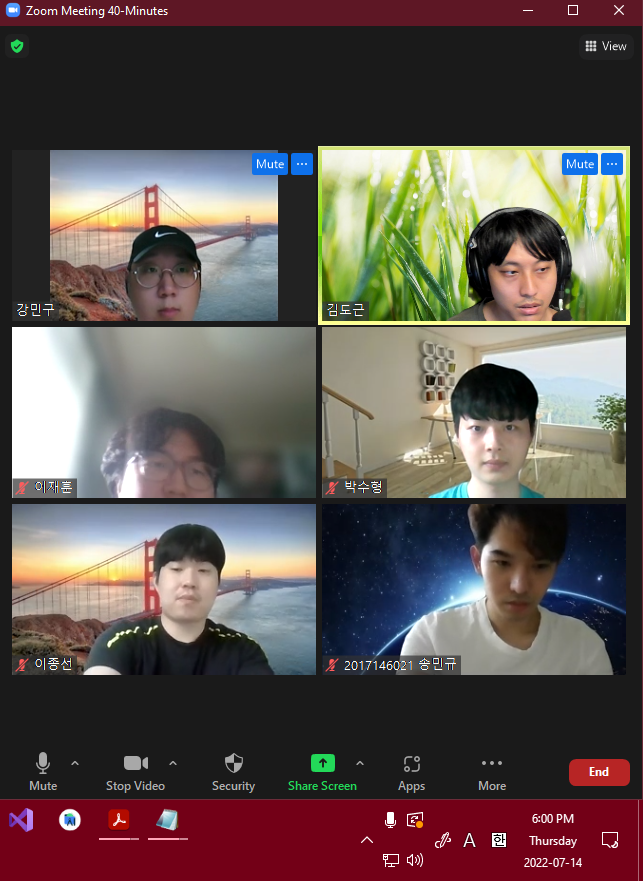 Zoom Meeting 40-Minutes
View
Mute ...
Mute ...
강민구
김도근
이재훈
박수형
이종선
2017146021 송민규
Mute
Stop Video
Security
Share Screen
Apps
More
End
6:00 PM
A 한
Thursday
2022-07-14